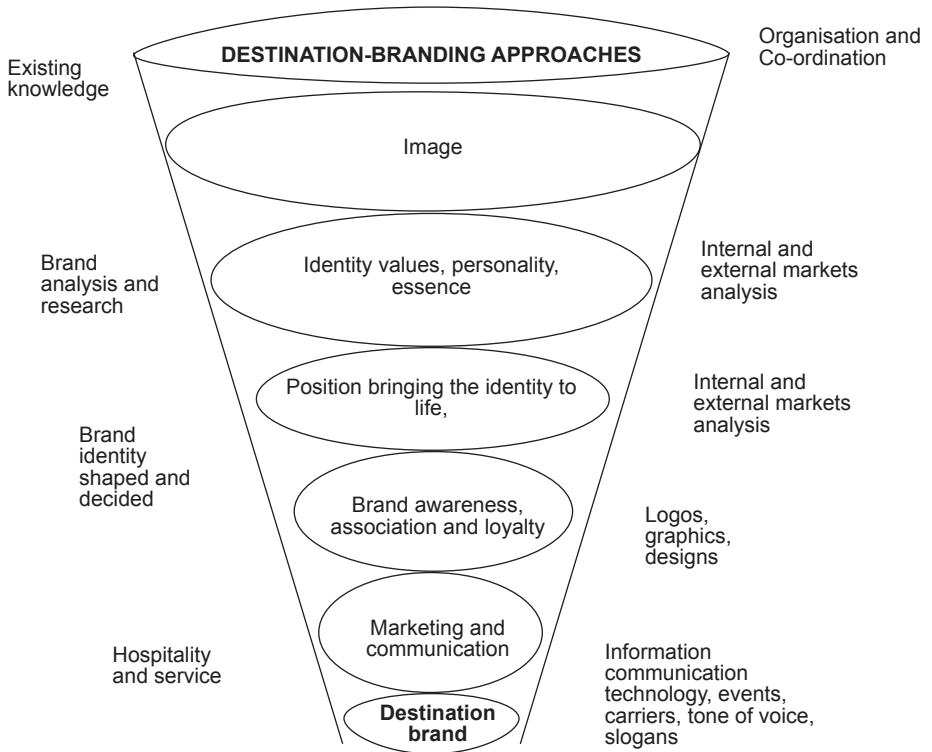 DESTINATION-BRANDING APPROACHES
Organisation and
Co-ordination
Existing
knowledge
Image
Brand
analysis and
research
Identity values, personality,
essence
Internal and
external markets
analysis
Position bringing the identity to
life,
Internal and
external markets
analysis
Brand
identity
shaped and
decided
Brand awareness,
association and loyalty
Logos,
graphics,
designs
Marketing and
communication
Hospitality
and service
Information
communication
technology, events,
carriers, tone of voice,
slogans
Destination
brand